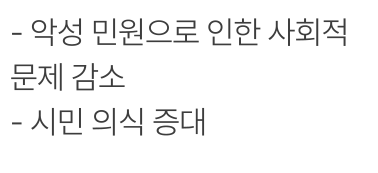 - 악성 민원으로 인한 사회적
문제 감소
- 시민 의식 증대